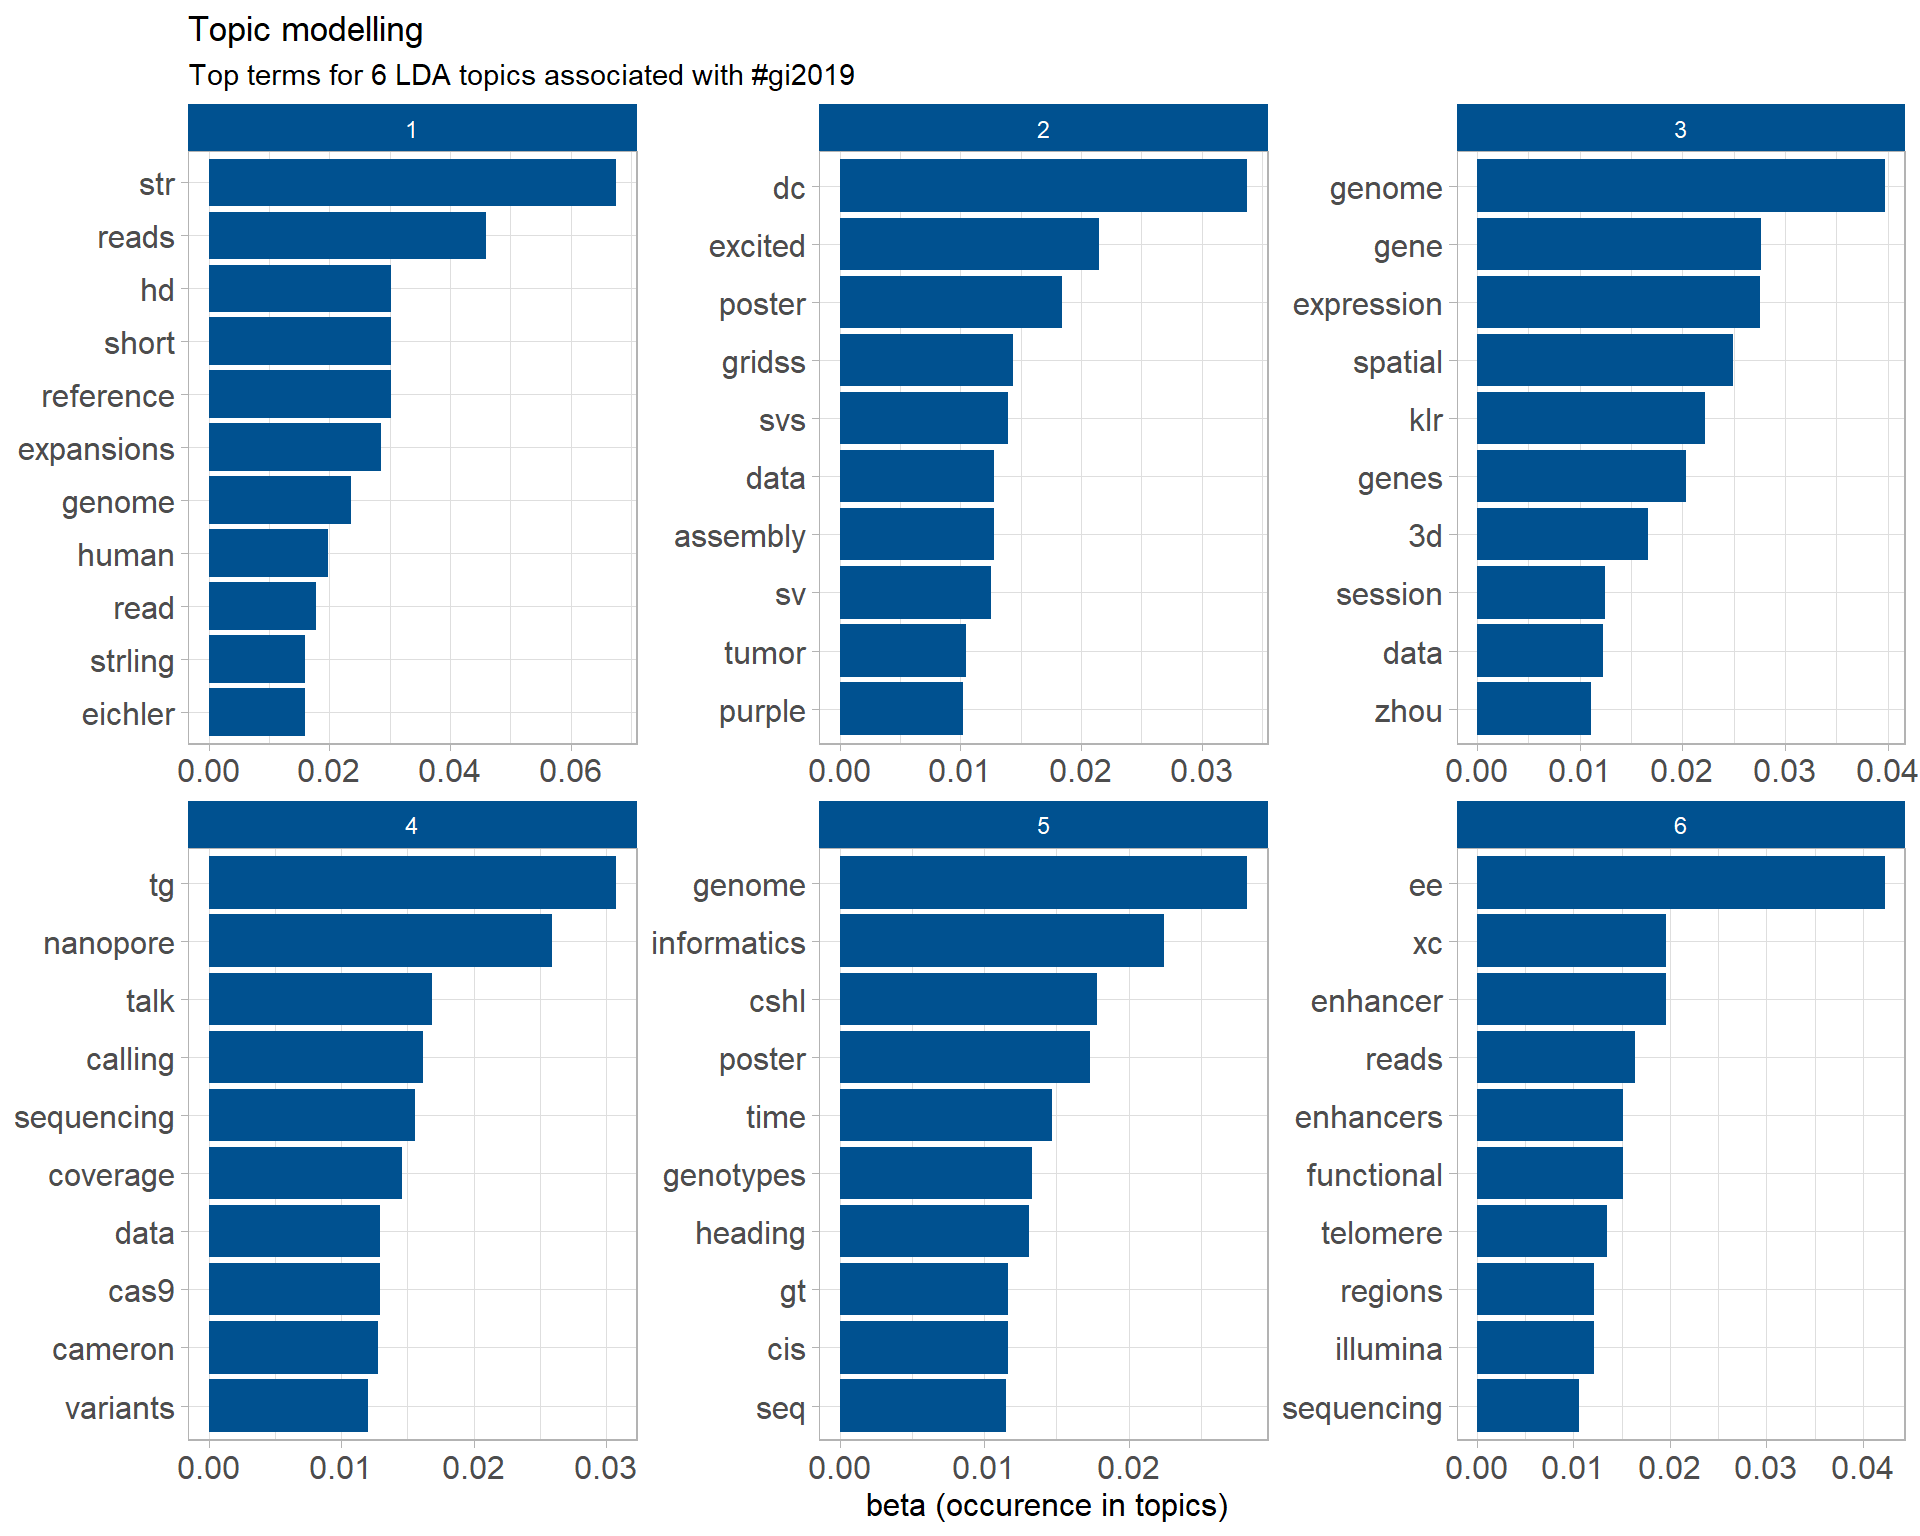 Topic modelling
Top terms for 6 LDA topics associated with #gi2019
1
str
reads
hd
short
reference
expansions
genome
human
read
strling
eichler
0.00 0.02 0.04 0.06
2
dc
excited
poster
gridss
svs
data
assembly
sv
tumor
purple
0.00 0.01 0.02 0.03
3
genome
gene
expression
spatial
klr
genes
3d
session
data
zhou
0.00 0.01 0.02 0.03 0.04
4
tg
nanopore
talk
calling
sequencing
coverage
data
cas9
cameron
variants
0.00 0.01 0.02 0.03
5
genome
informatics
cshl
poster
time
genotypes
heading
gt
cis
seq
0.00 0.01 0.02
6
ee
xc
enhancer
reads
enhancers
functional
telomere
regions
illumina
sequencing
0.00 0.01 0.02 0.03 0.04
beta (occurence in topics)